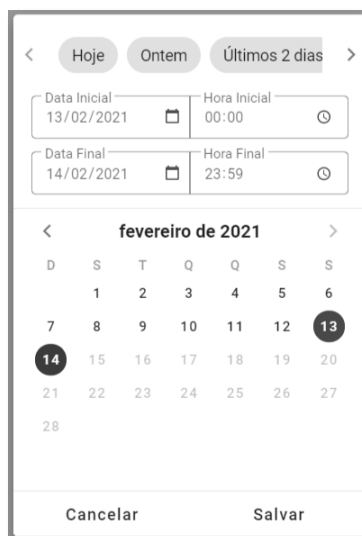 Hoje Ontem Últimos 2 dias
Data Inicial Hora Inicial
13/02/2021 00:00
Data Final Hora Final
14/02/2021 23:59
fevereiro de 2021
D S T Q Q S S
1 2 3 4 5 6
7 8 9 10 11 12 13
14 15 16 17 18 19 20
21 22 23 24 25 26 27
28
Cancelar Salvar